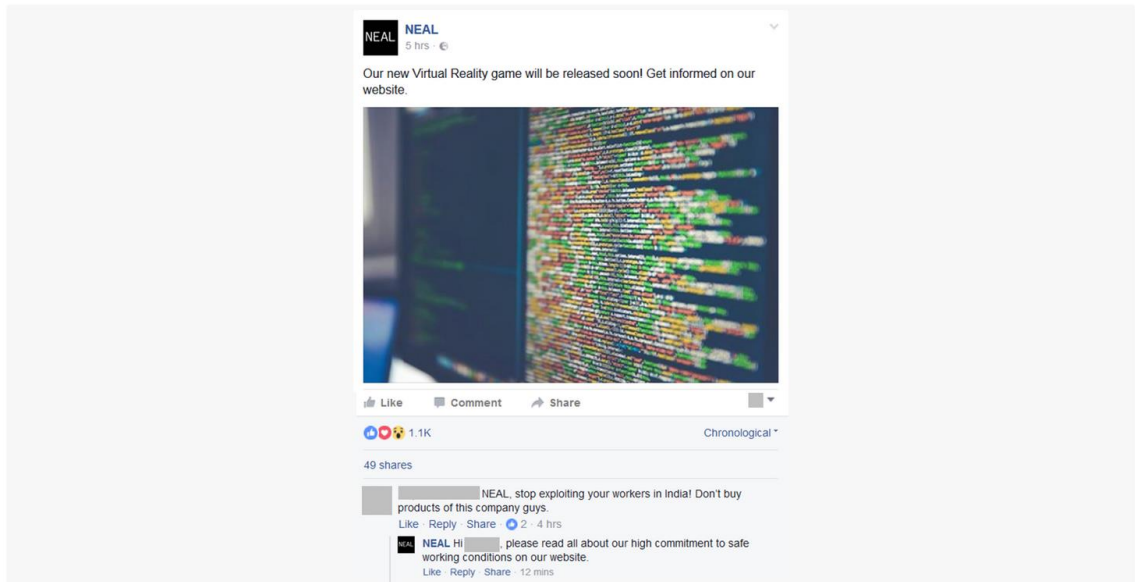 NEAL
NEAL
5 hrs ·
Our new Virtual Reality game will be released soon! Get informed on our
website.
Like Comment Share
1.1K Chronological
49 shares
NEAL, stop exploiting your workers in India! Don't buy
products of this company guys.
Like · Reply · Share · 2 · 4 hrs
NEAL
NEAL Hi , please read all about our high commitment to safe
working conditions on our website.
Like · Reply · Share · 12 mins